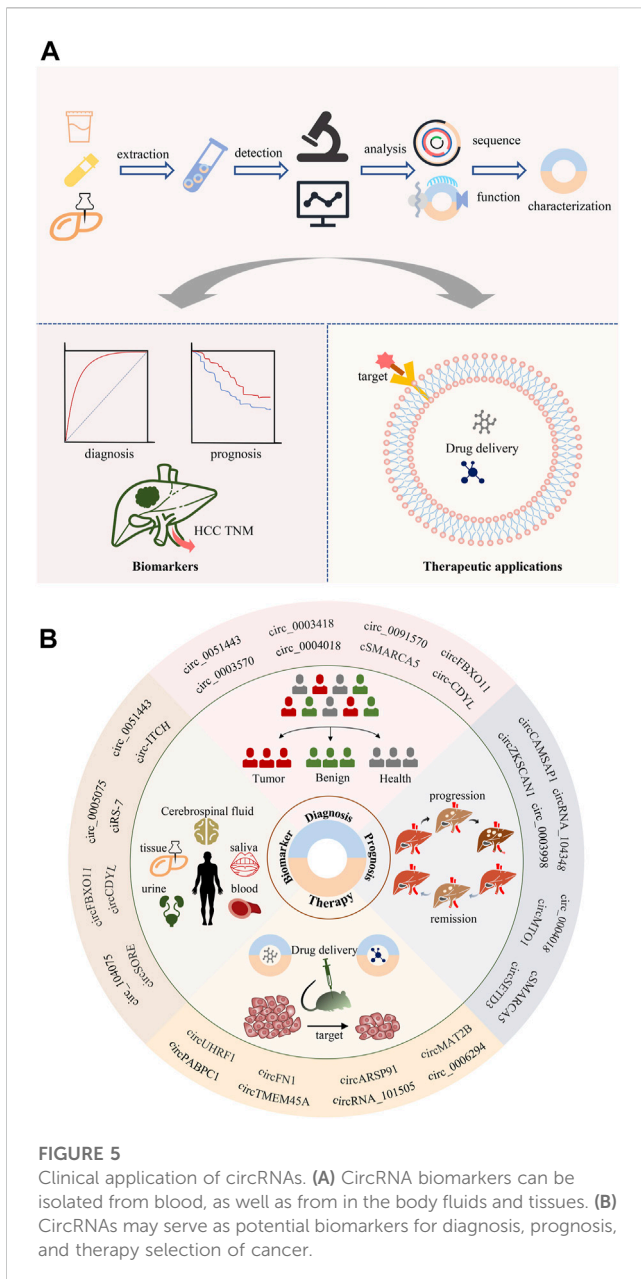 A
extraction
detection
analysis
sequence
function
characterization
diagnosis
prognosis
HCC TNM
Biomarkers
target
Drug delivery
Therapeutic applications
B
circ_0051443
circ_0003570
circ_0003418
circ_0004018
circ_0091570
cSMARCA5
circFBXO11
circ-CDYL
circCAMSAP1
circZKSCAN1
circRNA_104348
circ_0003998
circ_0004018
circMTO1
circSETD3
cSMARCA5
circ_0051443
circ-ITCH
circ_0005075
ciRS-7
circFBXO11
circCDYL
circ_104075
circSORE
circUHRF1
circPABPC1
circFN1
circTMEM45A
circARSP91
circRNA_101505
circMAT2B
circ_0006294
Tumor
Benign
Health
Cerebrospinal fluid
tissue
saliva
urine
blood
Biomarker
Diagnosis
Prognosis
Therapy
progression
remission
Drug delivery
target
FIGURE 5
Clinical application of circRNAs. (A) CircRNA biomarkers can be
isolated from blood, as well as from in the body fluids and tissues. (B)
CircRNAs may serve as potential biomarkers for diagnosis, prognosis,
and therapy selection of cancer.